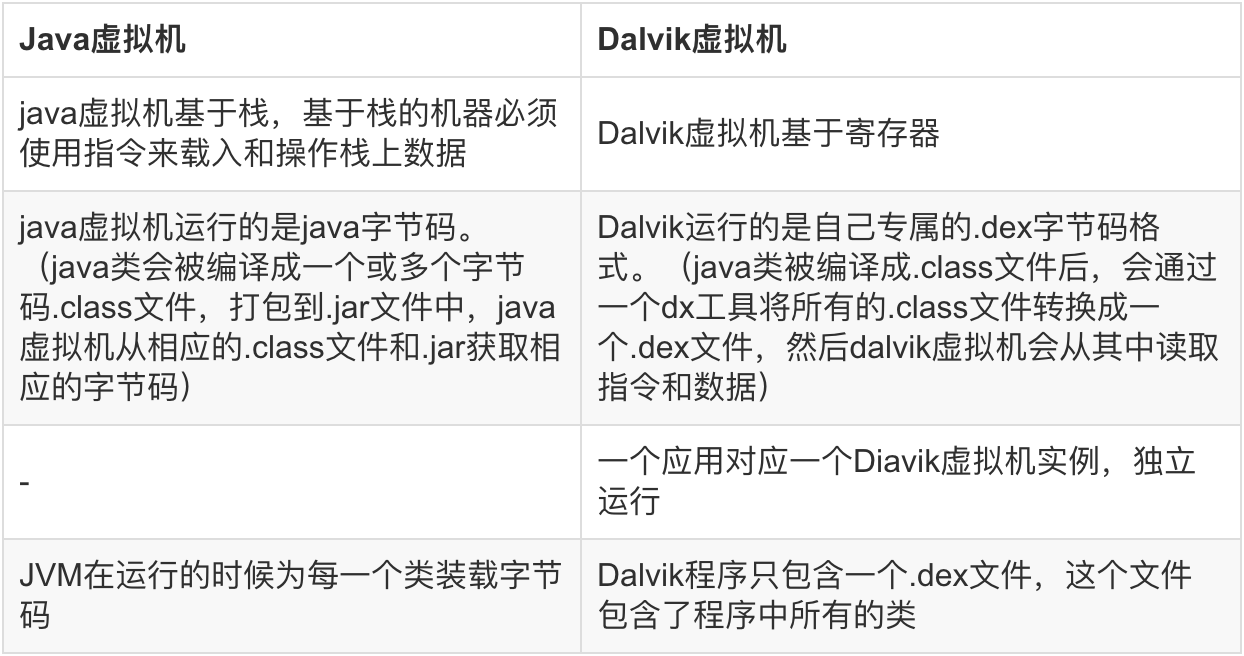 Java虚拟机
Dalvik虚拟机
java虚拟机基于栈，基于栈的机器必须
使用指令来载入和操作栈上数据
Dalvik虚拟机基于寄存器
java虚拟机运行的是java字节码。
（java类会被编译成一个或多个字节
码.class文件，打包到.jar文件中，java
虚拟机从相应的.class文件和.jar获取相
应的字节码）
Dalvik运行的是自己专属的.dex字节码格
式。（java类被编译成.class文件后，会通过
一个dx工具将所有的.class文件转换成一
个.dex文件，然后dalvik虚拟机会从其中读取
指令和数据）
-
一个应用对应一个Diavik虚拟机实例，独立
运行
JVM在运行的时候为每一个类装载字节
码
Dalvik程序只包含一个.dex文件，这个文件
包含了程序中所有的类